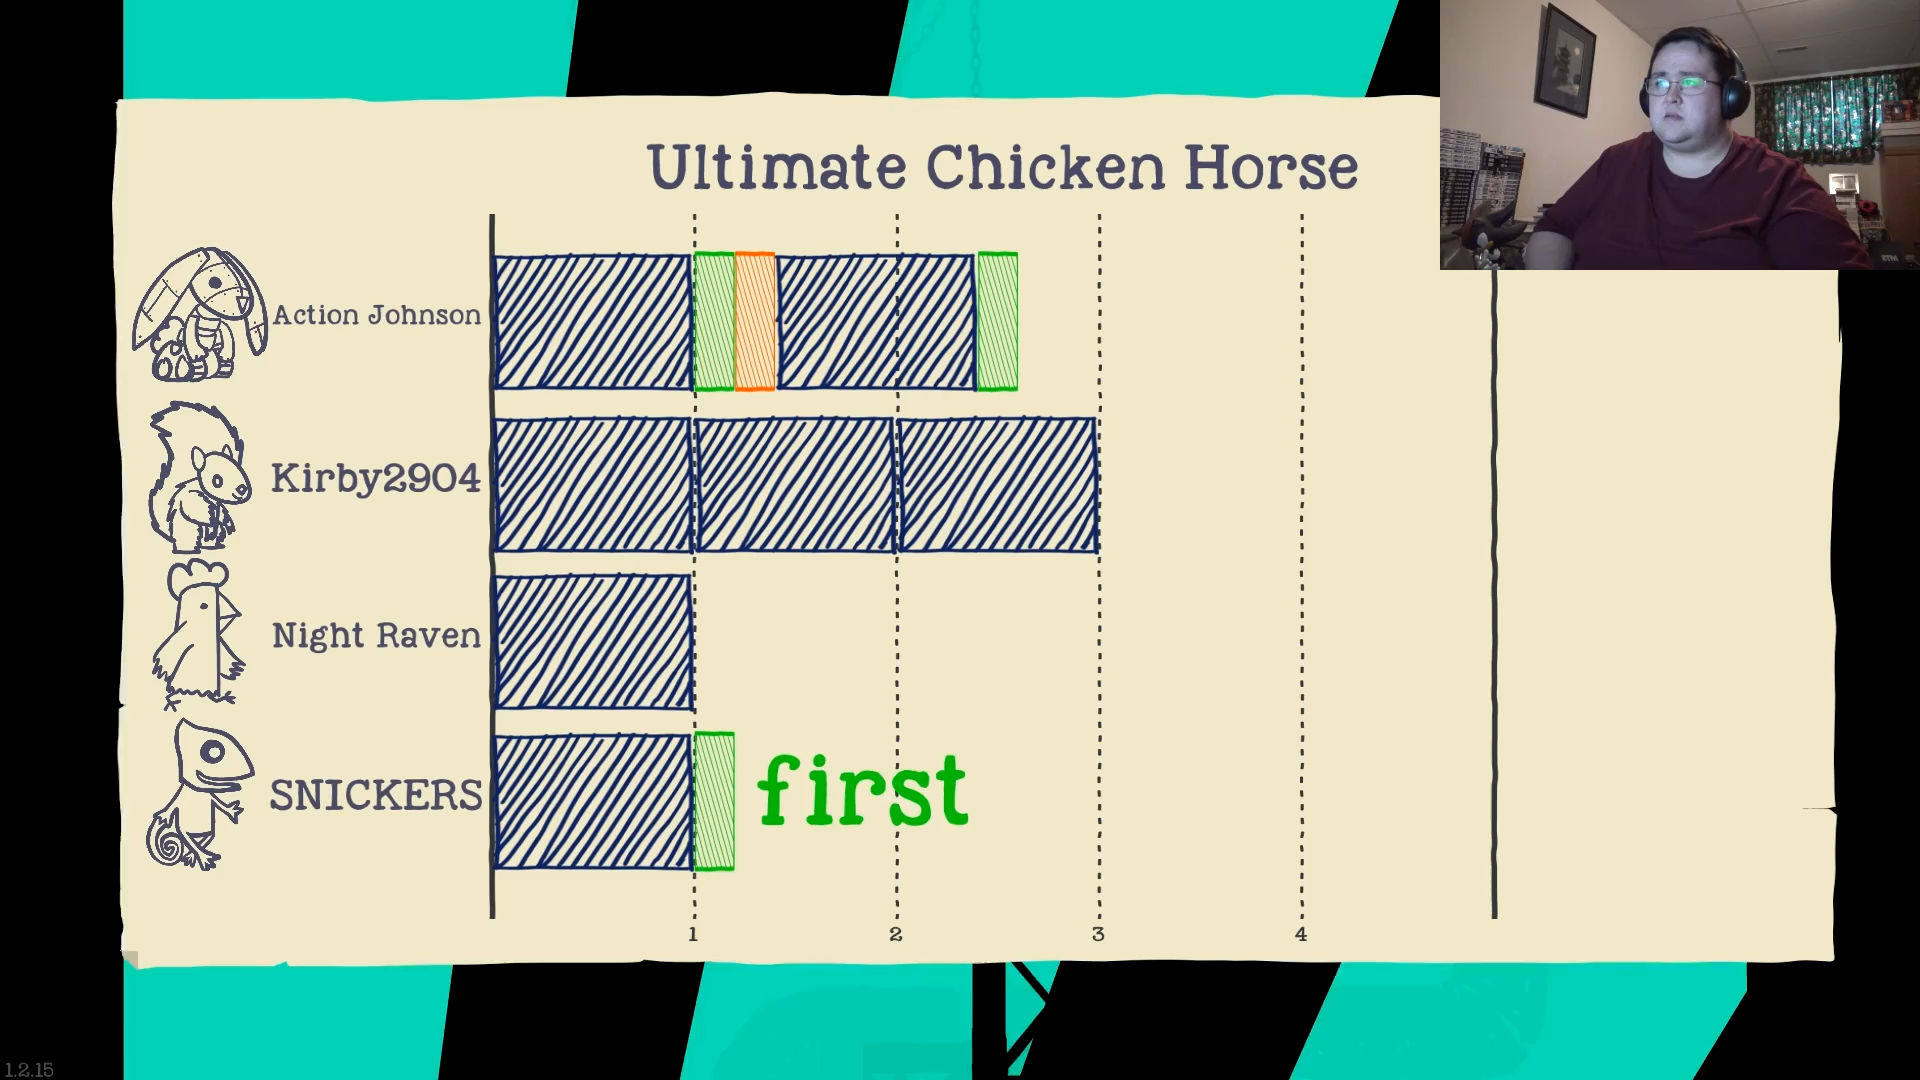 Ultimate Chicken Horse
Action Johnson
Kirby2904
Night Raven
SNICKERS
first
1 2 3 4
1.2.15